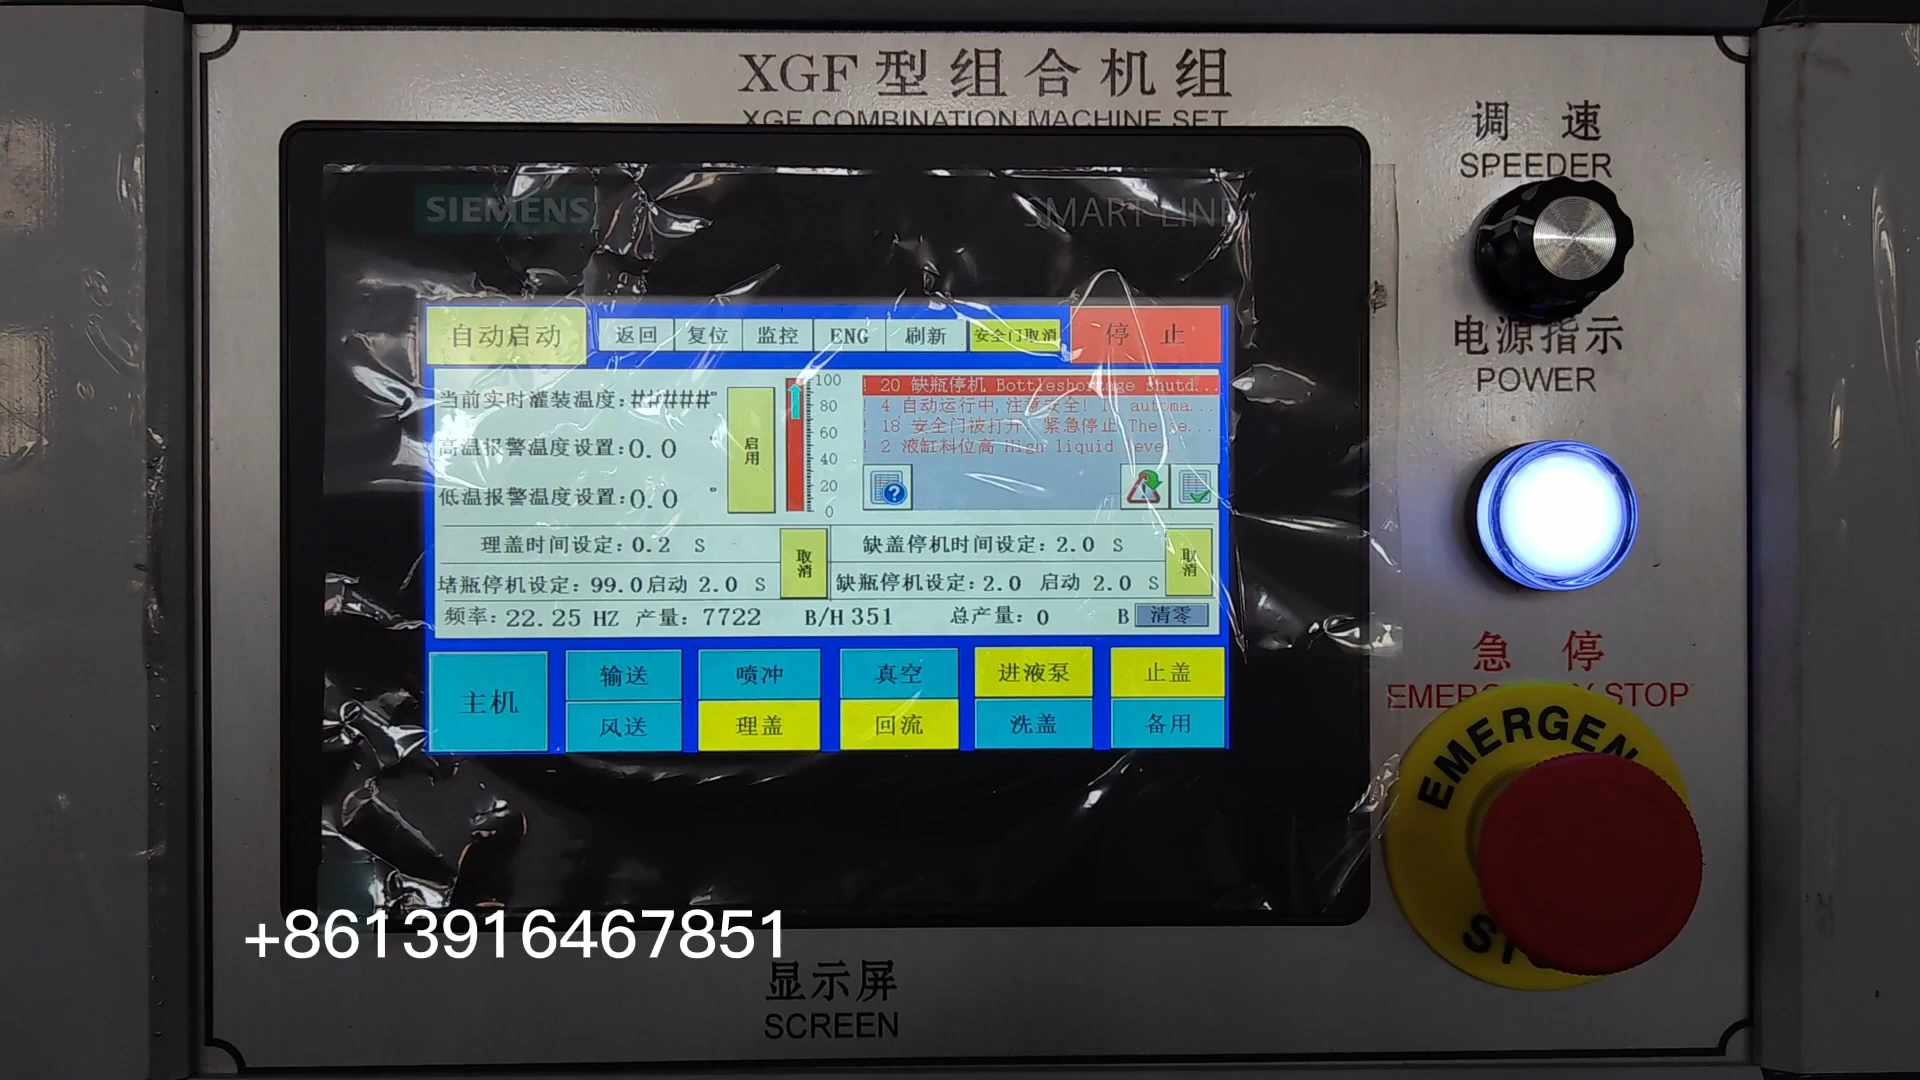 XGF型组合机组
XGF COMBINATION MACHINE SET
调 速
SPEEDER
SIEMENS
SMART LINE
电源指示
POWER
自动启动
返回
复位
监控
ENG
刷新
安全门取消
停 止
当前实时灌装温度:#####°
高温报警温度设置:0.0 °
低温报警温度设置:0.0 °
启用
100
80
60
40
20
0
! 20 缺瓶停机 Bottleshortage shutd...
! 4 自动运行中,注意安全! I automa...
! 18 安全门被打开! 紧急停止 The se...
! 2 液缸料位高 High liquid leve
理盖时间设定:0.2 S
取消
缺盖停机时间设定:2.0 S
取消
堵瓶停机设定:99.0启动 2.0 S
缺瓶停机设定:2.0 启动 2.0 S
频率:22.25 HZ 产量:7722 B/H 351 总产量:0 B 清零
主机
输送
喷冲
真空
进液泵
止盖
风送
理盖
回流
洗盖
备用
急 停
EMERGENCY STOP
EMERGEN
ST
+8613916467851
显示屏
SCREEN